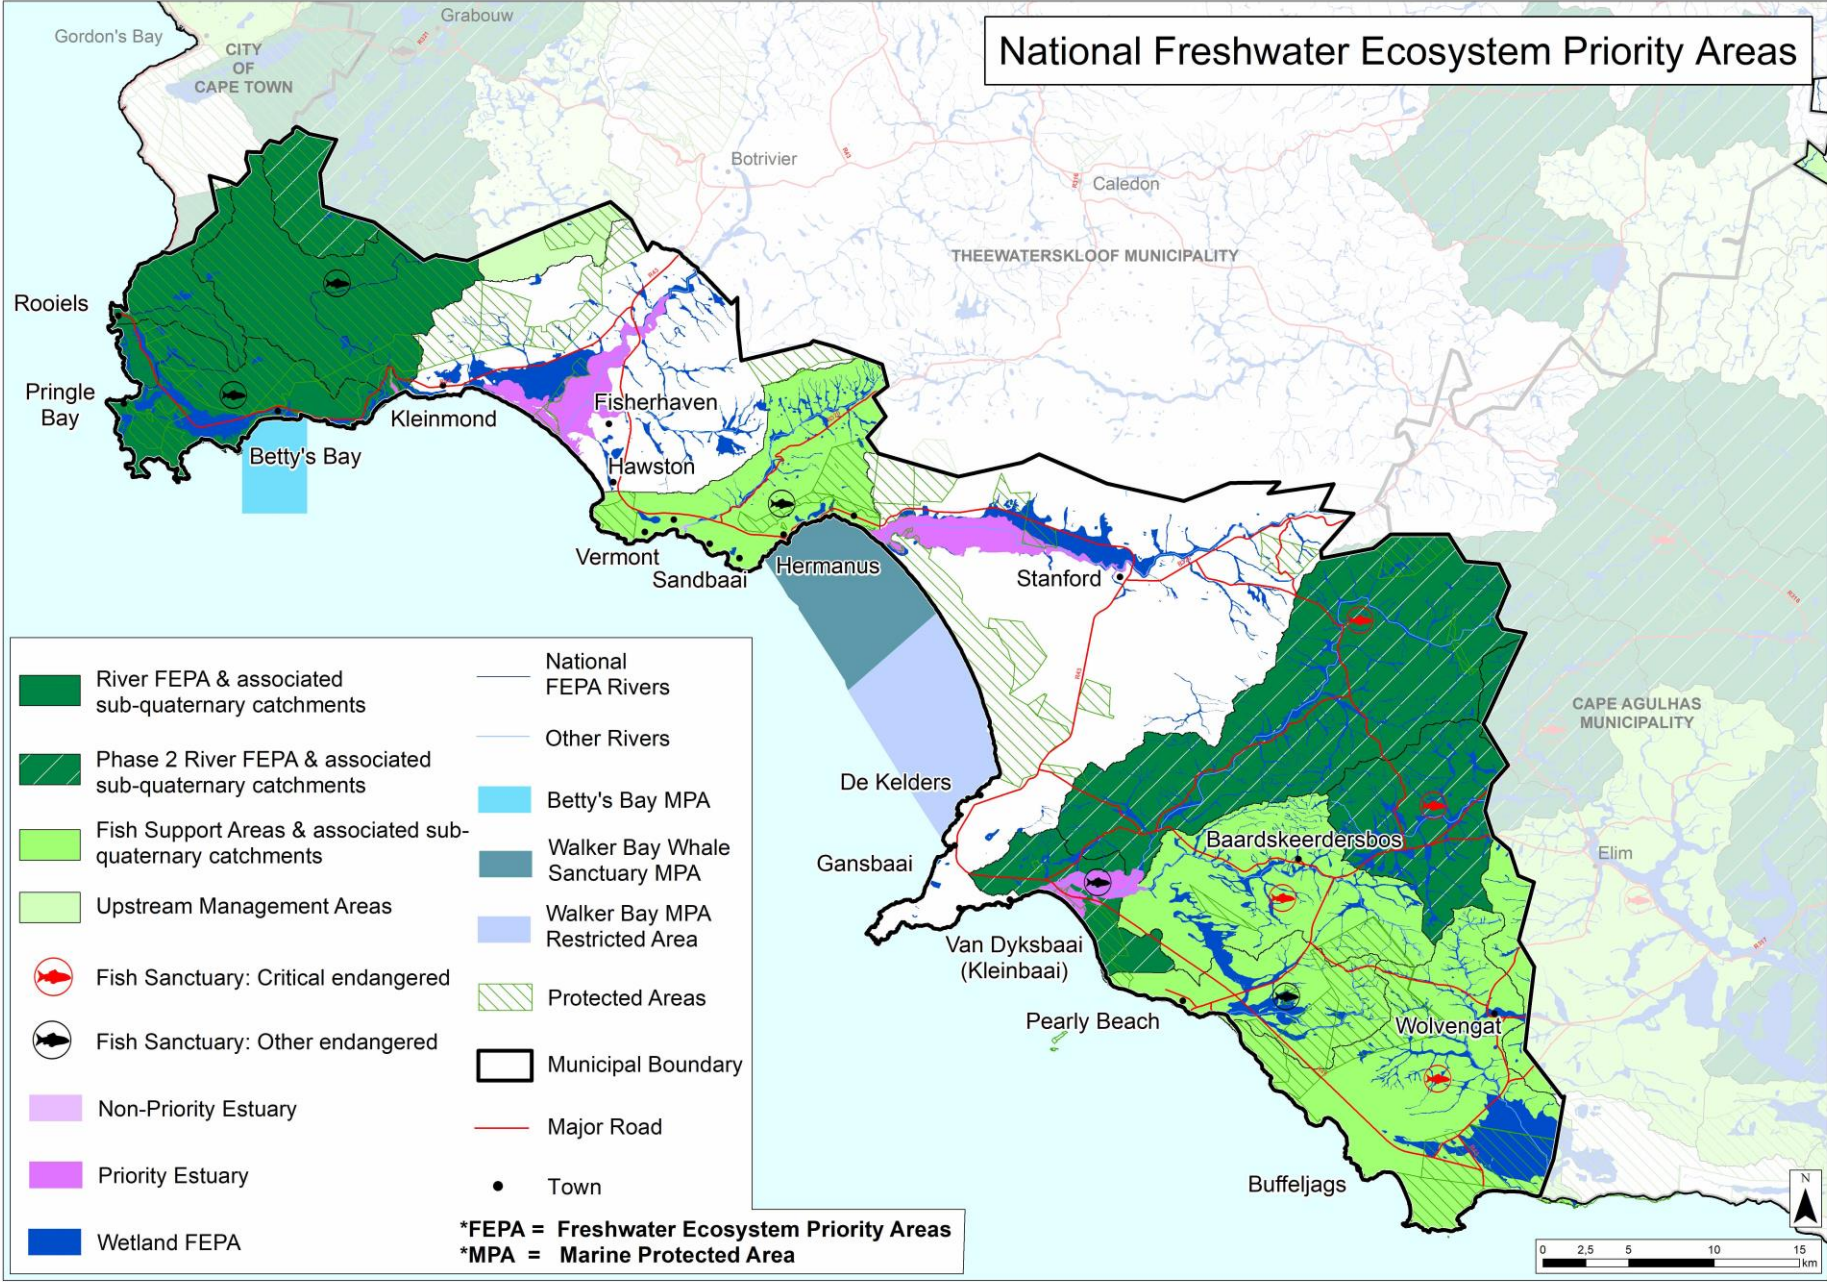 National Freshwater Ecosystem Priority Areas
Grabouw
Gordon's Bay
CITY
OF
CAPE TOWN
R321
Botrivier
R43
R316
Caledon
THEEWATERSKLOOF MUNICIPALITY
Rooiels
R43
Pringle
Bay
Kleinmond
Fisherhaven
Betty's Bay
Hawston
Vermont
Sandbaai
Hermanus
Stanford
R43
CAPE AGULHAS
MUNICIPALITY
De Kelders
Gansbaai
Baardskeerdersbos
Elim
Van Dyksbaai
(Kleinbaai)
Pearly Beach
Wolvengat
Buffeljags
River FEPA & associated
sub-quaternary catchments
Phase 2 River FEPA & associated
sub-quaternary catchments
Fish Support Areas & associated sub-
quaternary catchments
Upstream Management Areas
Fish Sanctuary: Critical endangered
Fish Sanctuary: Other endangered
Non-Priority Estuary
Priority Estuary
Wetland FEPA
National
FEPA Rivers
Other Rivers
Betty's Bay MPA
Walker Bay Whale
Sanctuary MPA
Walker Bay MPA
Restricted Area
Protected Areas
Municipal Boundary
Major Road
Town
*FEPA = Freshwater Ecosystem Priority Areas
*MPA = Marine Protected Area
N
0 2,5 5 10 15
km